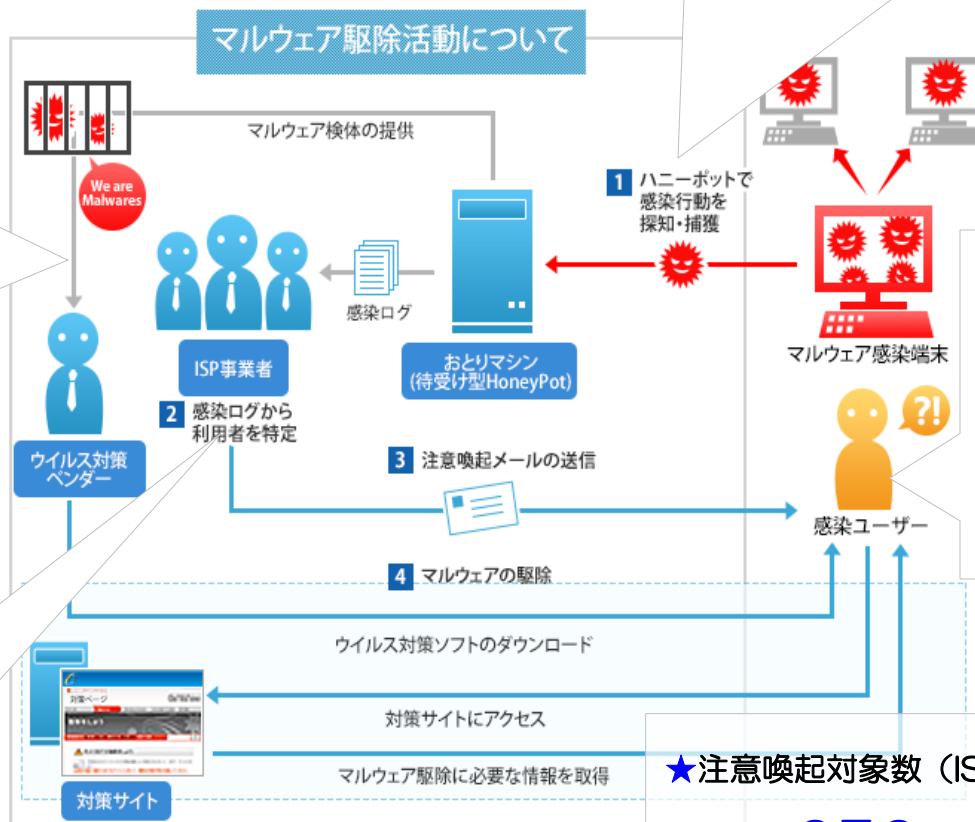 マルウェア駆除活動について
マルウェア検体の提供
We are
Malwares
1 ハニーポットで
感染行動を
探知・捕獲
感染ログ
マルウェア感染端末
ISP事業者
おとりマシン
(待受け型HoneyPot)
2 感染ログから
利用者を特定
?!
ウイルス対策
ベンダー
3 注意喚起メールの送信
感染ユーザー
4 マルウェアの駆除
ウイルス対策ソフトのダウンロード
対策ページ
対策サイトにアクセス
マルウェア駆除に必要な情報を取得
対策サイト
★注意喚起対象数（IS